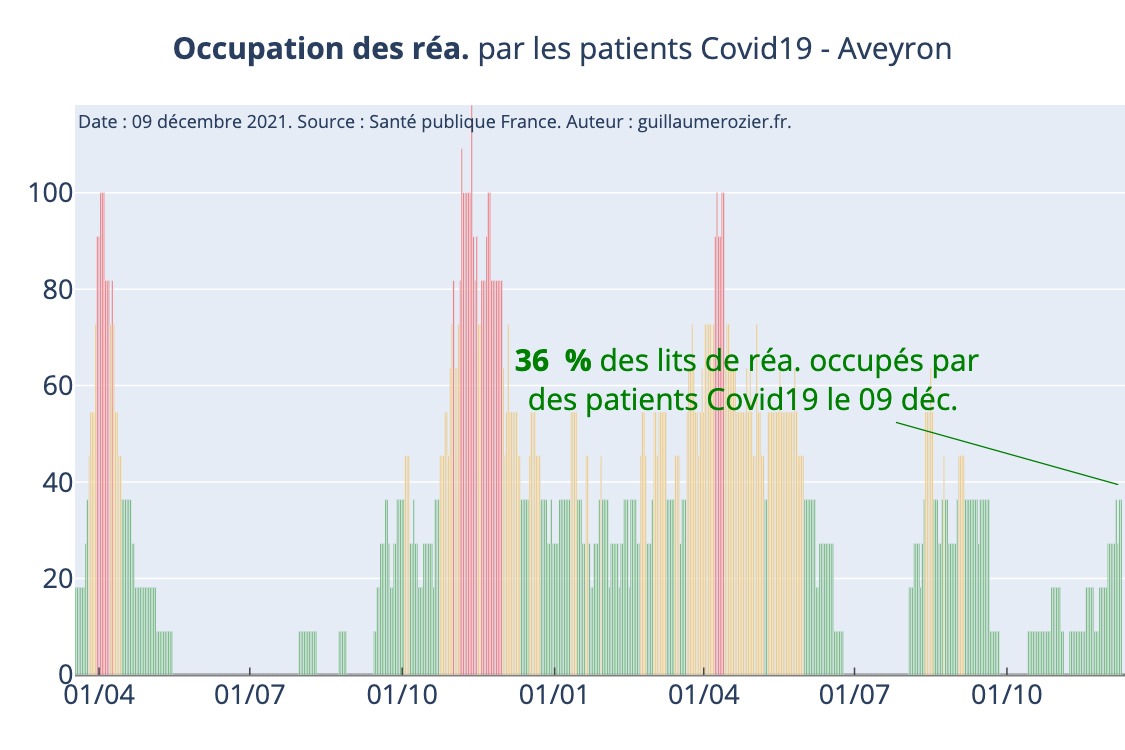 Occupation des réa. par les patients Covid19 - Aveyron
Date : 09 décembre 2021. Source : Santé publique France. Auteur : guillaumerozier.fr.
100
80
60
40
20
0
36  % des lits de réa. occupés par
des patients Covid19 le 09 déc.
01/04 01/07 01/10 01/01 01/04 01/07 01/10